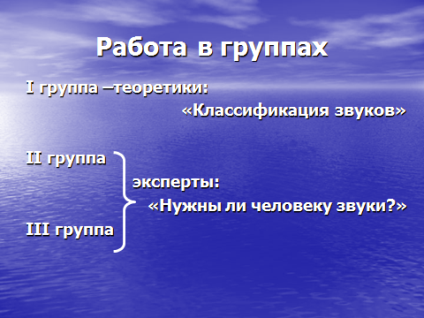 Работа в группах
I группа –теоретики:
«Классификация звуков»
II группа
эксперты:
«Нужны ли человеку звуки?»
III группа